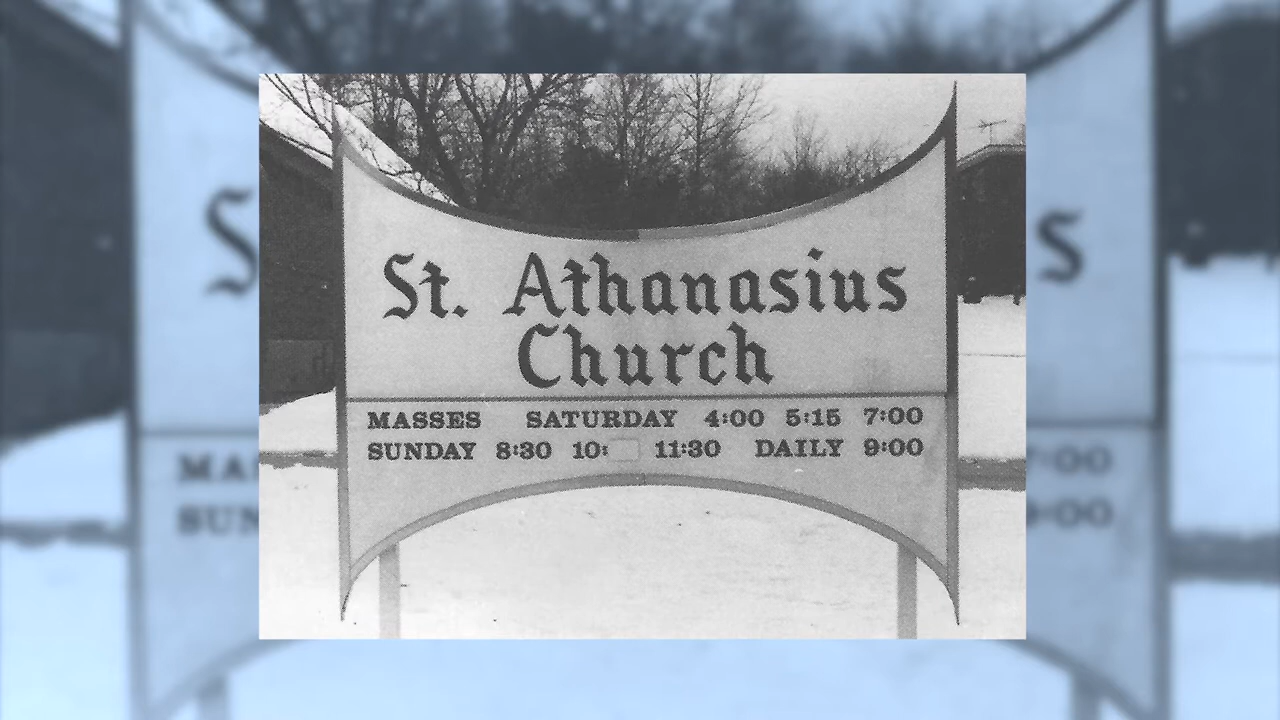 St. Athanasius
Church
MASSES SATURDAY 4:00 5:15 7:00
SUNDAY 8:30 10: 11:30 DAILY 9:00